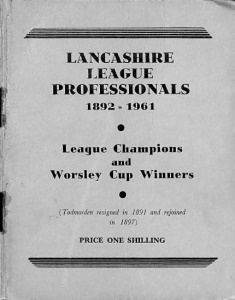 LANCASHIRE
LEAGUE
PROFESSIONALS
1892 - 1961
●
League Champions
and
Worsley Cup Winners
●
(Todmorden resigned in 1891 and rejoined
in 1897)
PRICE ONE SHILLING